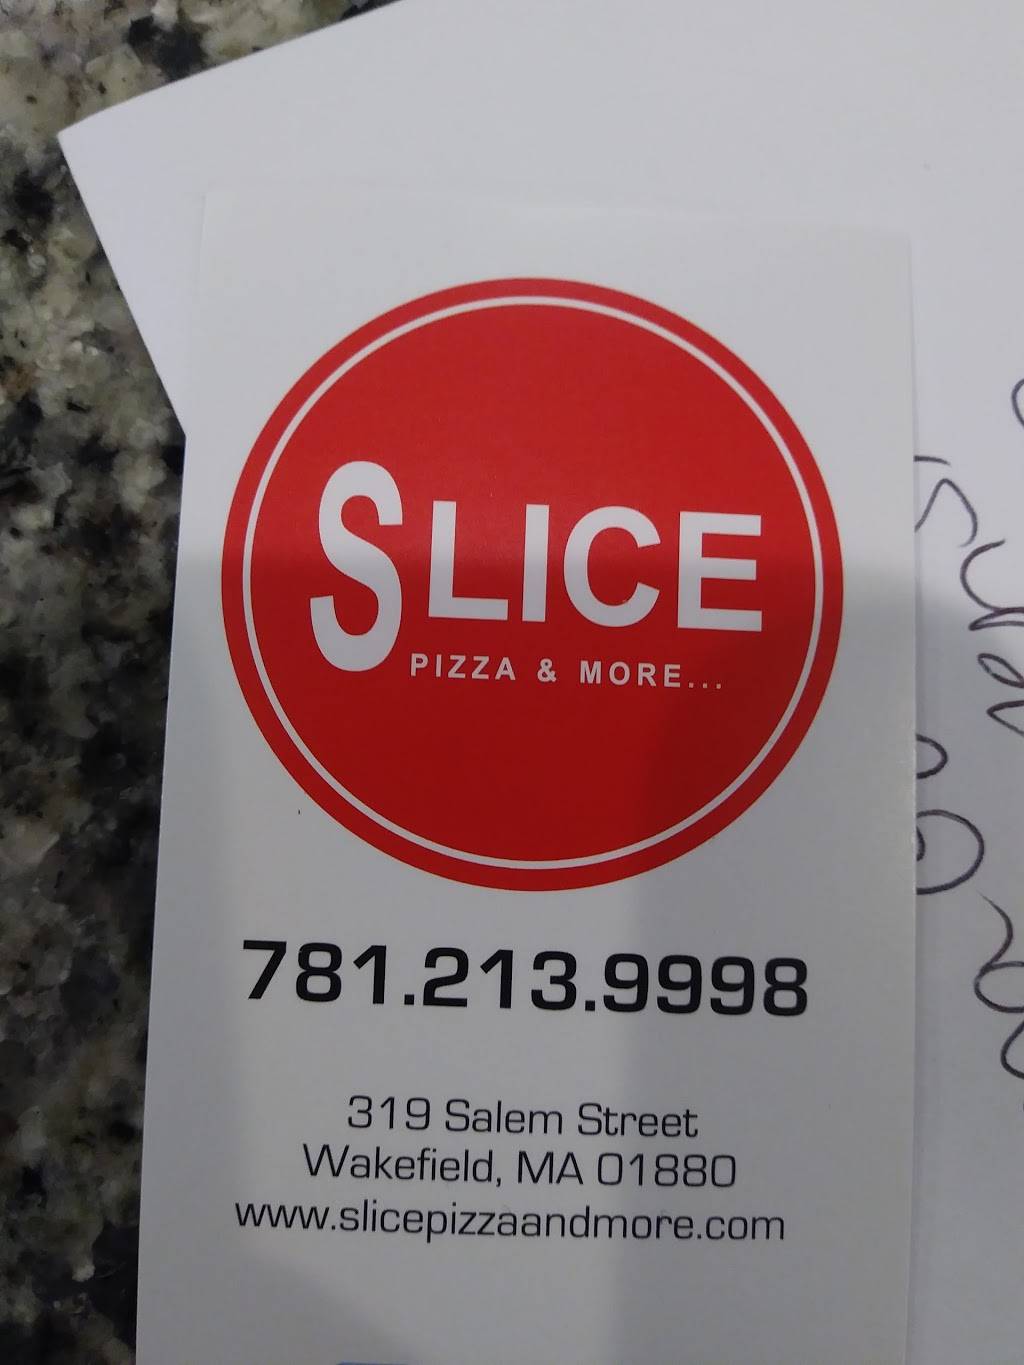 SLICE
PIZZA & MORE...
781.213.9998
319 Salem Street
Wakefield, MA 01880
www.slicepizzaandmore.com